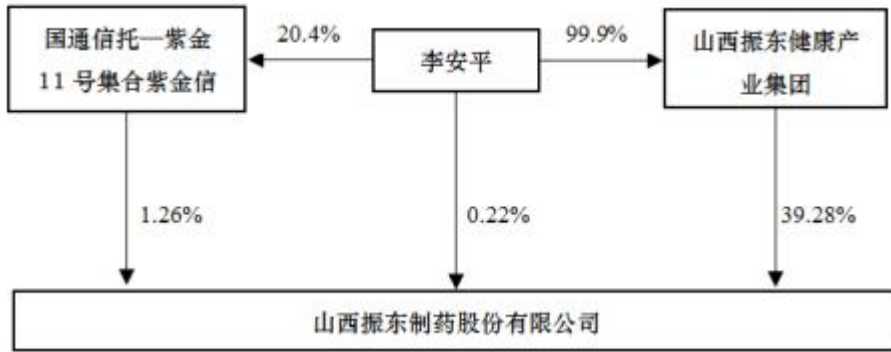 国通信托—紫金
11 号集合紫金信
20.4%
李安平
99.9%
山西振东健康产
业集团
1.26%
0.22%
39.28%
山西振东制药股份有限公司